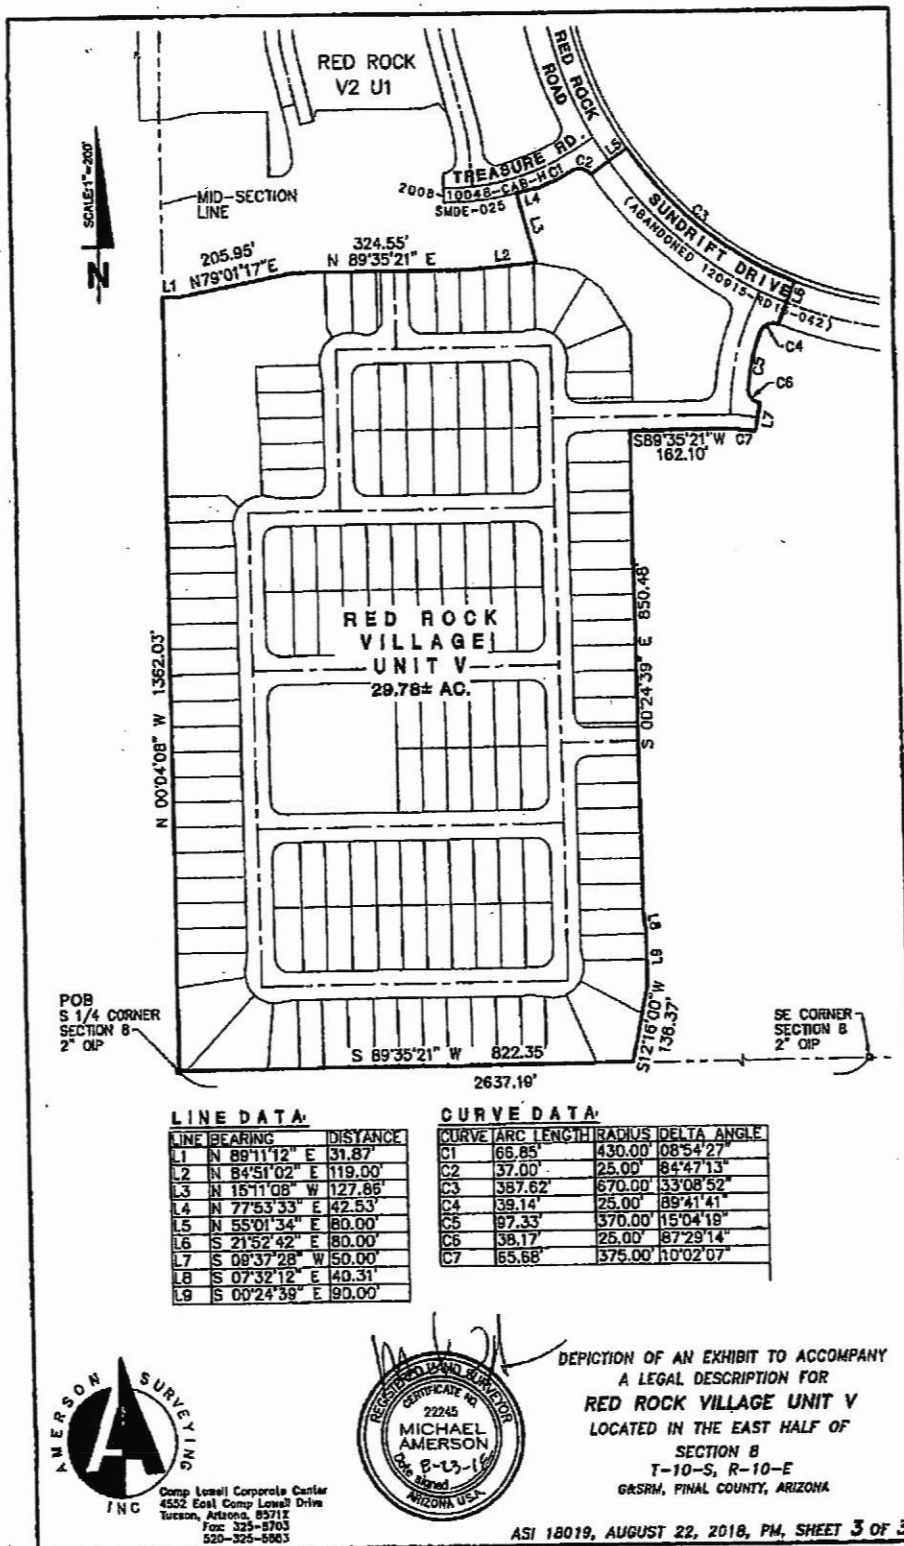 RED ROCK
V2 U1
RED ROCK
ROAD
TREASURE RD.
2008-10048-CAB-H
SMDE-025
C1
C2
L5
L4
L3
C3
SUNDRIFT DRIVE
(ABANDONED 120915-RD15-042)
L6
C4
C5
C6
L7
SCALE:1"=200'
N
MID-SECTION
LINE
205.95'
N79°01'17"E
L1
324.55'
N 89°35'21" E
L2
S89°35'21"W C7
162.10'
RED ROCK
VILLAGE
UNIT V
29.78± AC.
N 00°04'08" W 1362.03'
S 00°24'39" E 850.48'
L8
L9
S12°16'00"W
138.37'
POB
S 1/4 CORNER
SECTION 8
2" OIP
SE CORNER
SECTION 8
2" OIP
S 89°35'21" W 822.35'
2637.19'
LINE DATA
LINE BEARING DISTANCE
L1 N 89°11'12" E 31.87'
L2 N 84°51'02" E 119.00'
L3 N 15°11'08" W 127.86'
L4 N 77°53'33" E 42.53'
L5 N 55°01'34" E 80.00'
L6 S 21°52'42" E 80.00'
L7 S 09°37'28" W 50.00'
L8 S 07°32'12" E 40.31'
L9 S 00°24'39" E 90.00'
CURVE DATA
CURVE ARC LENGTH RADIUS DELTA ANGLE
C1 66.85' 430.00' 08°54'27"
C2 37.00' 25.00' 84°47'13"
C3 387.62' 670.00' 33°08'52"
C4 39.14' 25.00' 89°41'41"
C5 97.33' 370.00' 15°04'19"
C6 38.17' 25.00' 87°29'14"
C7 65.68' 375.00' 10°02'07"
AMERSON SURVEYING
INC
Camp Lowell Corporate Center
4552 East Camp Lowell Drive
Tucson, Arizona, 85712
Fax: 325-5703
520-325-5883
REGISTERED LAND SURVEYOR
CERTIFICATE NO.
22245
MICHAEL
AMERSON
8-23-18
Date signed
ARIZONA U.S.A.
DEPICTION OF AN EXHIBIT TO ACCOMPANY
A LEGAL DESCRIPTION FOR
RED ROCK VILLAGE UNIT V
LOCATED IN THE EAST HALF OF
SECTION 8
T-10-S, R-10-E
G&SRM, PINAL COUNTY, ARIZONA
ASI 18019, AUGUST 22, 2018, PM, SHEET 3 OF 3